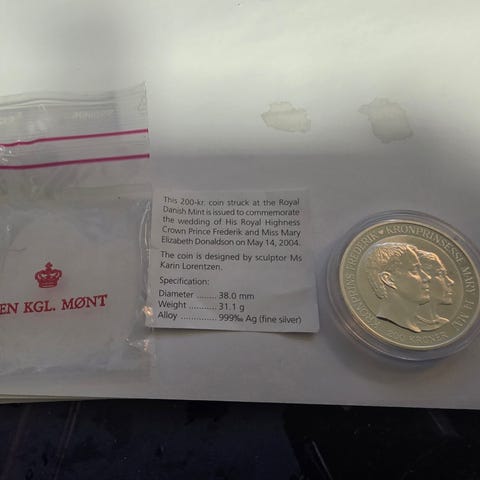 EN KGL. MØNT
This 200-kr. coin struck at the Royal
Danish Mint is issued to commemorate
the wedding of His Royal Highness
Crown Prince Frederik and Miss Mary
Elizabeth Donaldson on May 14, 2004.
The coin is designed by sculptor Ms
Karin Lorentzen.
Specification:
Diameter ........ 38.0 mm
Weight ........... 31.1 g
Alloy .............. 999‰ Ag (fine silver)
KRONPRINS FREDERIK ♥ KRONPRINSESSE MARY 14 MAJ
200 KRONER